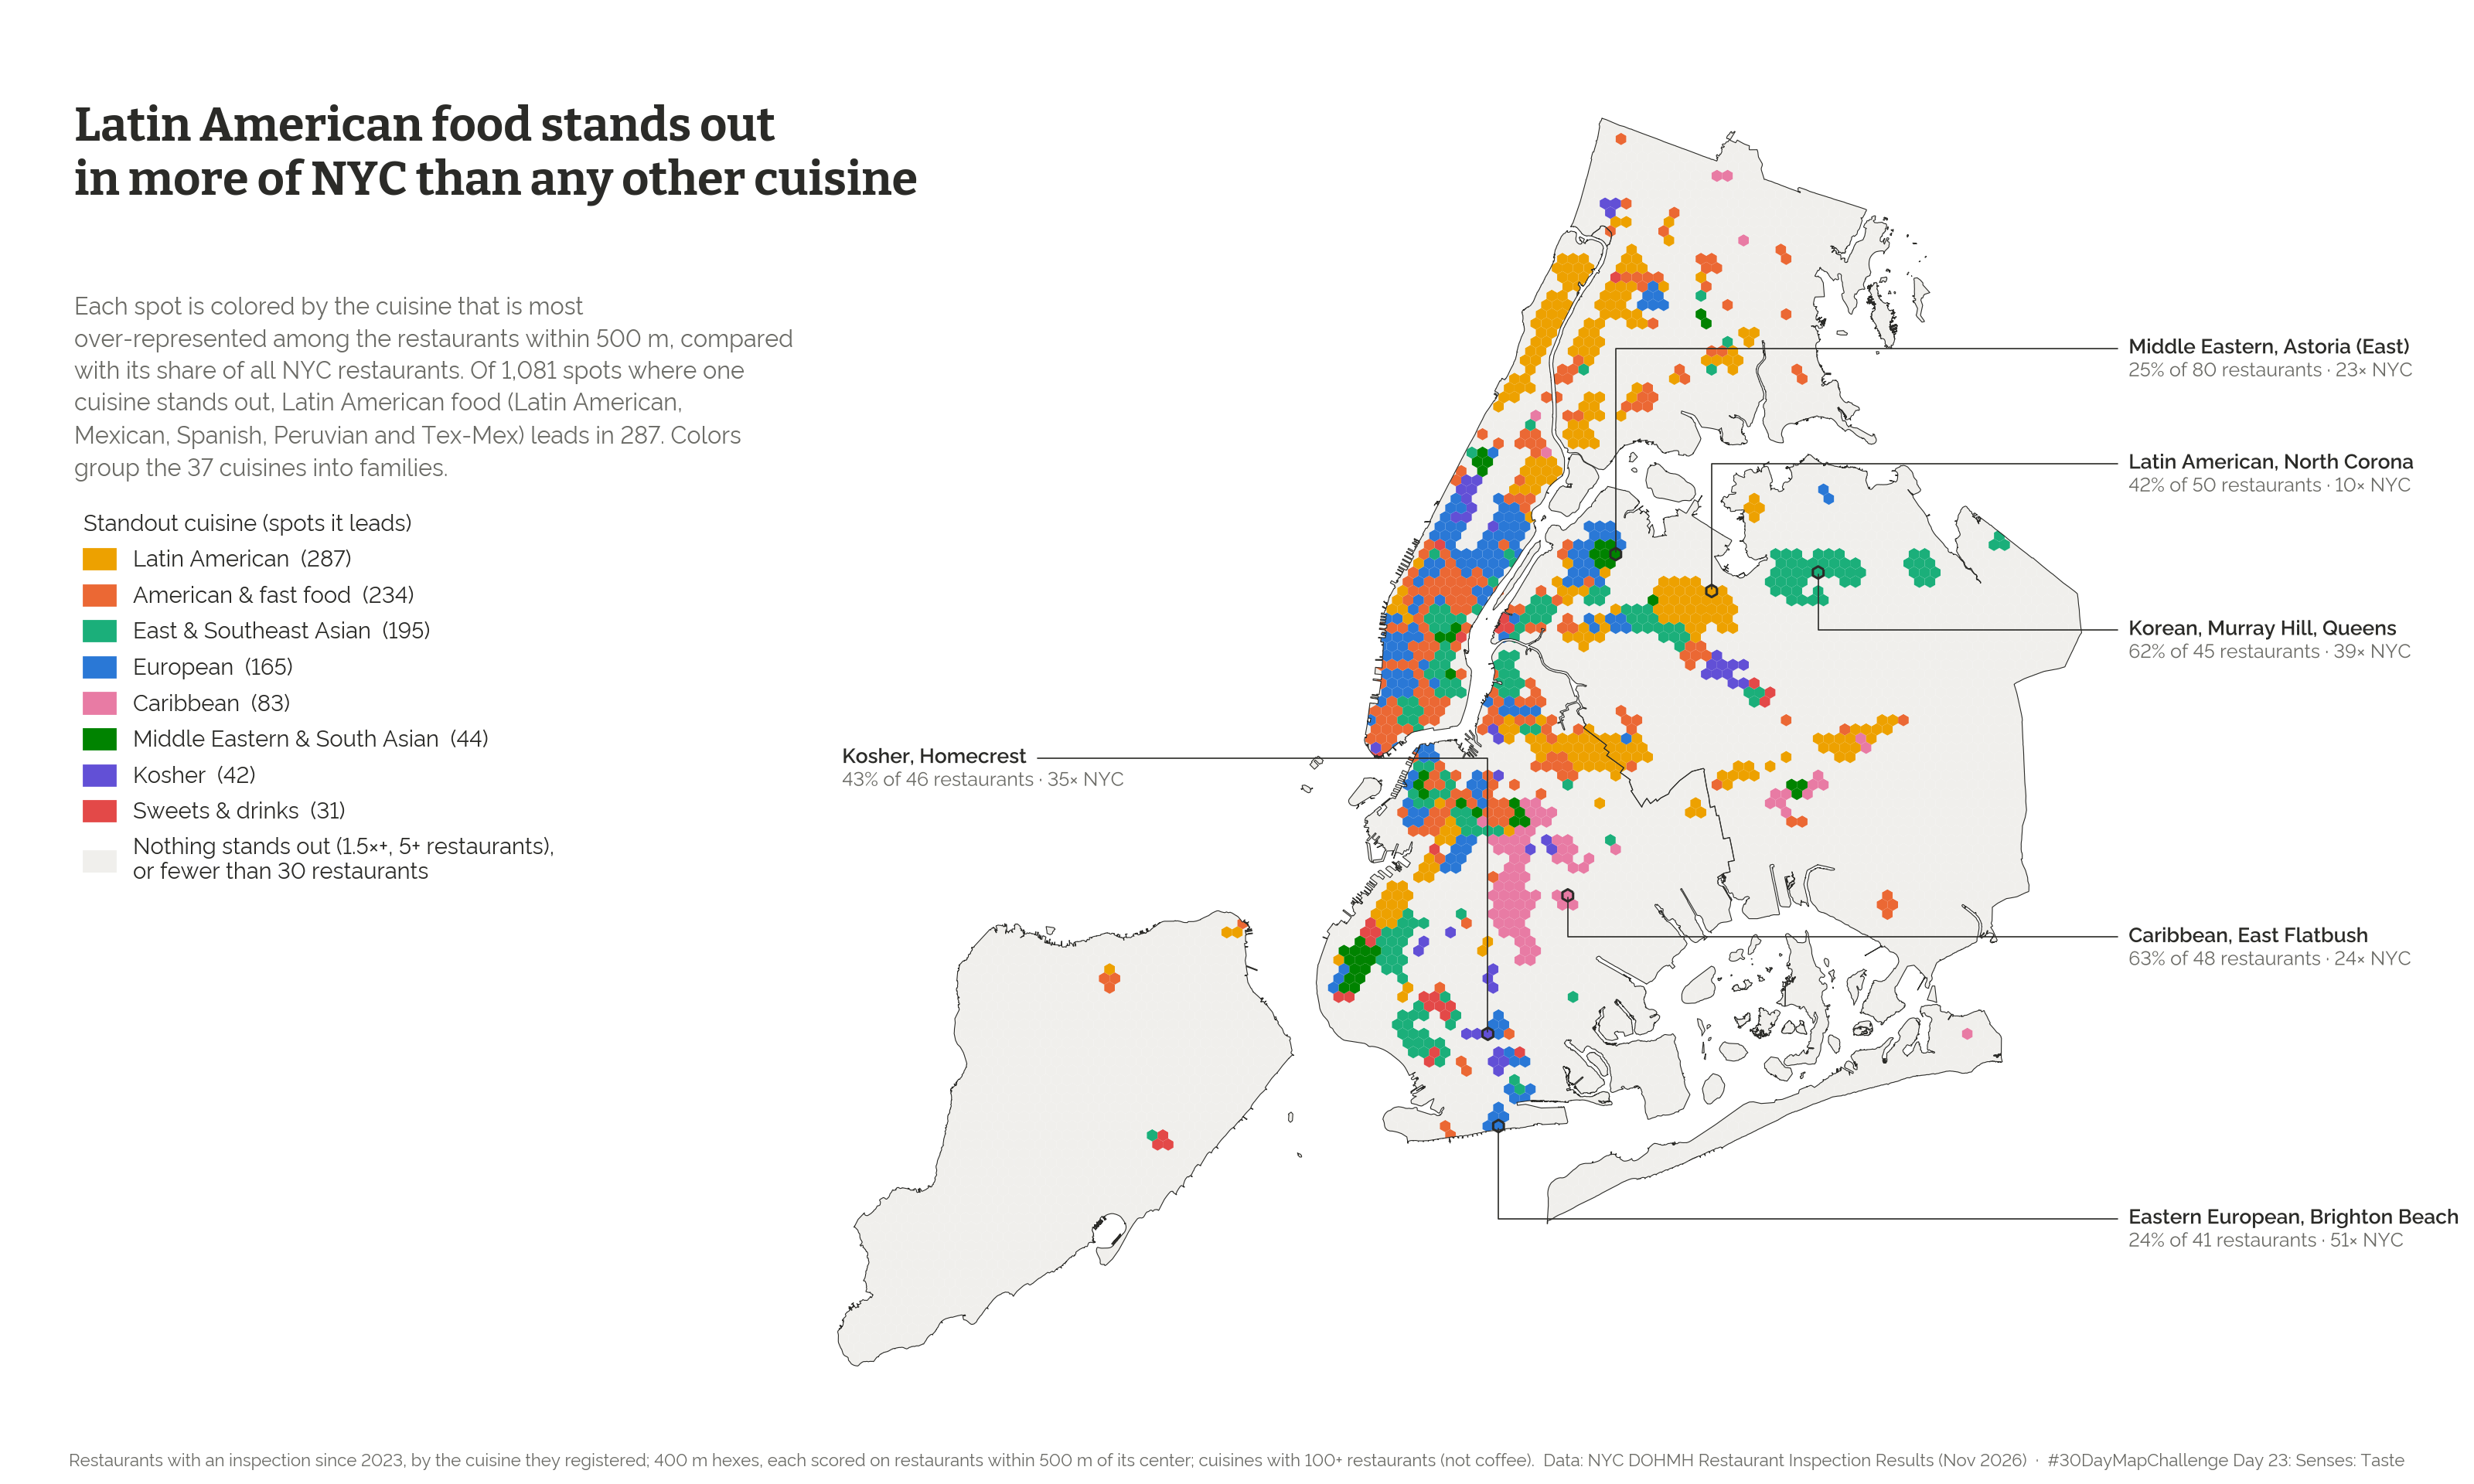 Latin American food stands out
in more of NYC than any other cuisine
Each spot is colored by the cuisine that is most
over-represented among the restaurants within 500 m, compared
with its share of all NYC restaurants. Of 1,081 spots where one
cuisine stands out, Latin American food (Latin American,
Mexican, Spanish, Peruvian and Tex-Mex) leads in 287. Colors
group the 37 cuisines into families.
Standout cuisine (spots it leads)
Latin American (287)
American & fast food (234)
East & Southeast Asian (195)
European (165)
Caribbean (83)
Middle Eastern & South Asian (44)
Kosher (42)
Sweets & drinks (31)
Nothing stands out (1.5×+, 5+ restaurants),
or fewer than 30 restaurants
Middle Eastern, Astoria (East)
25% of 80 restaurants · 23× NYC
Latin American, North Corona
42% of 50 restaurants · 10× NYC
Korean, Murray Hill, Queens
62% of 45 restaurants · 39× NYC
Kosher, Homecrest
43% of 46 restaurants · 35× NYC
Caribbean, East Flatbush
63% of 48 restaurants · 24× NYC
Eastern European, Brighton Beach
24% of 41 restaurants · 51× NYC
Restaurants with an inspection since 2023, by the cuisine they registered; 400 m hexes, each scored on restaurants within 500 m of its center; cuisines with 100+ restaurants (not coffee). Data: NYC DOHMH Restaurant Inspection Results (Nov 2026) · #30DayMapChallenge Day 23: Senses: Taste